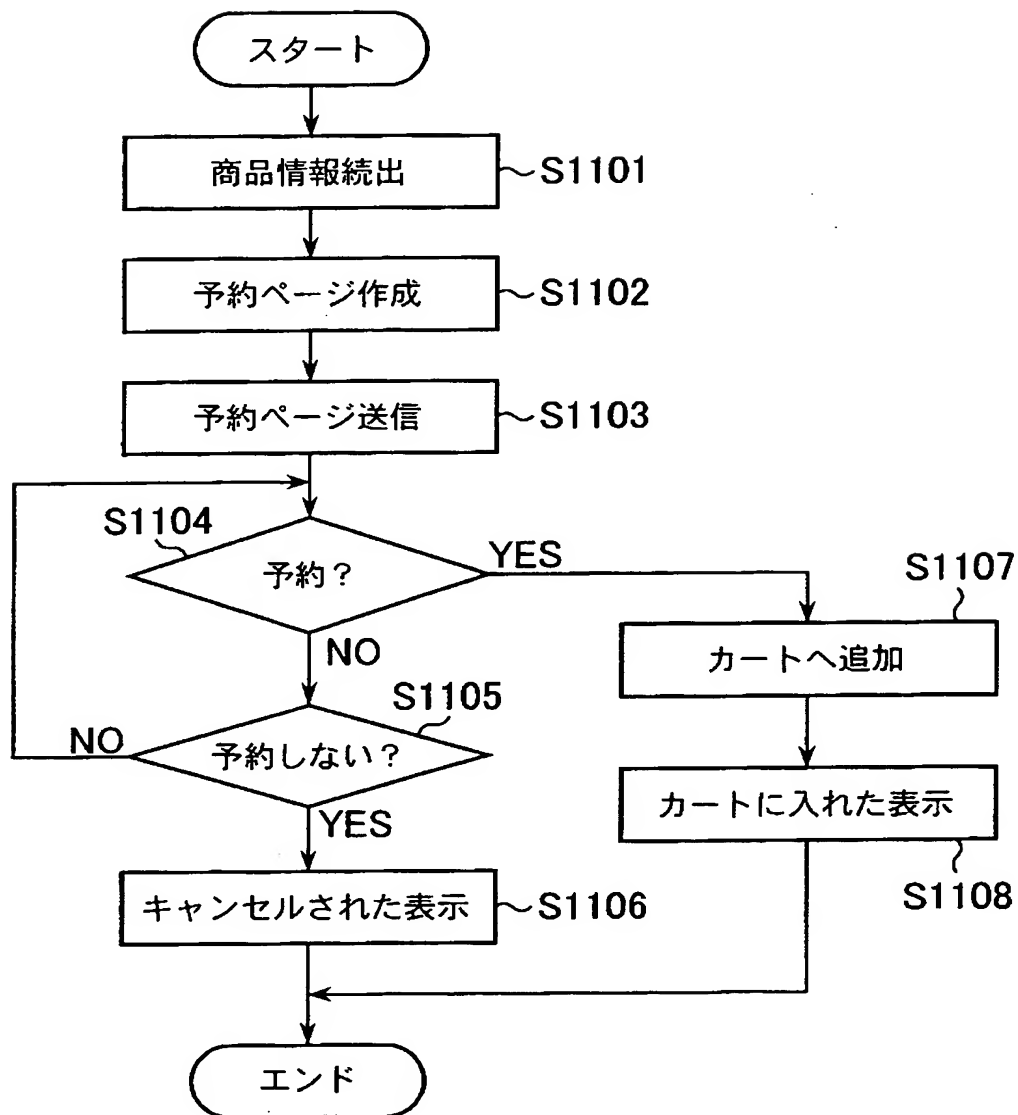 スタート
商品情報続出
S1101
予約ページ作成
S1102
予約ページ送信
S1103
S1104
予約？
YES
NO
S1107
カートへ追加
S1105
予約しない？
NO
YES
カートに入れた表示
S1108
キャンセルされた表示
S1106
エンド